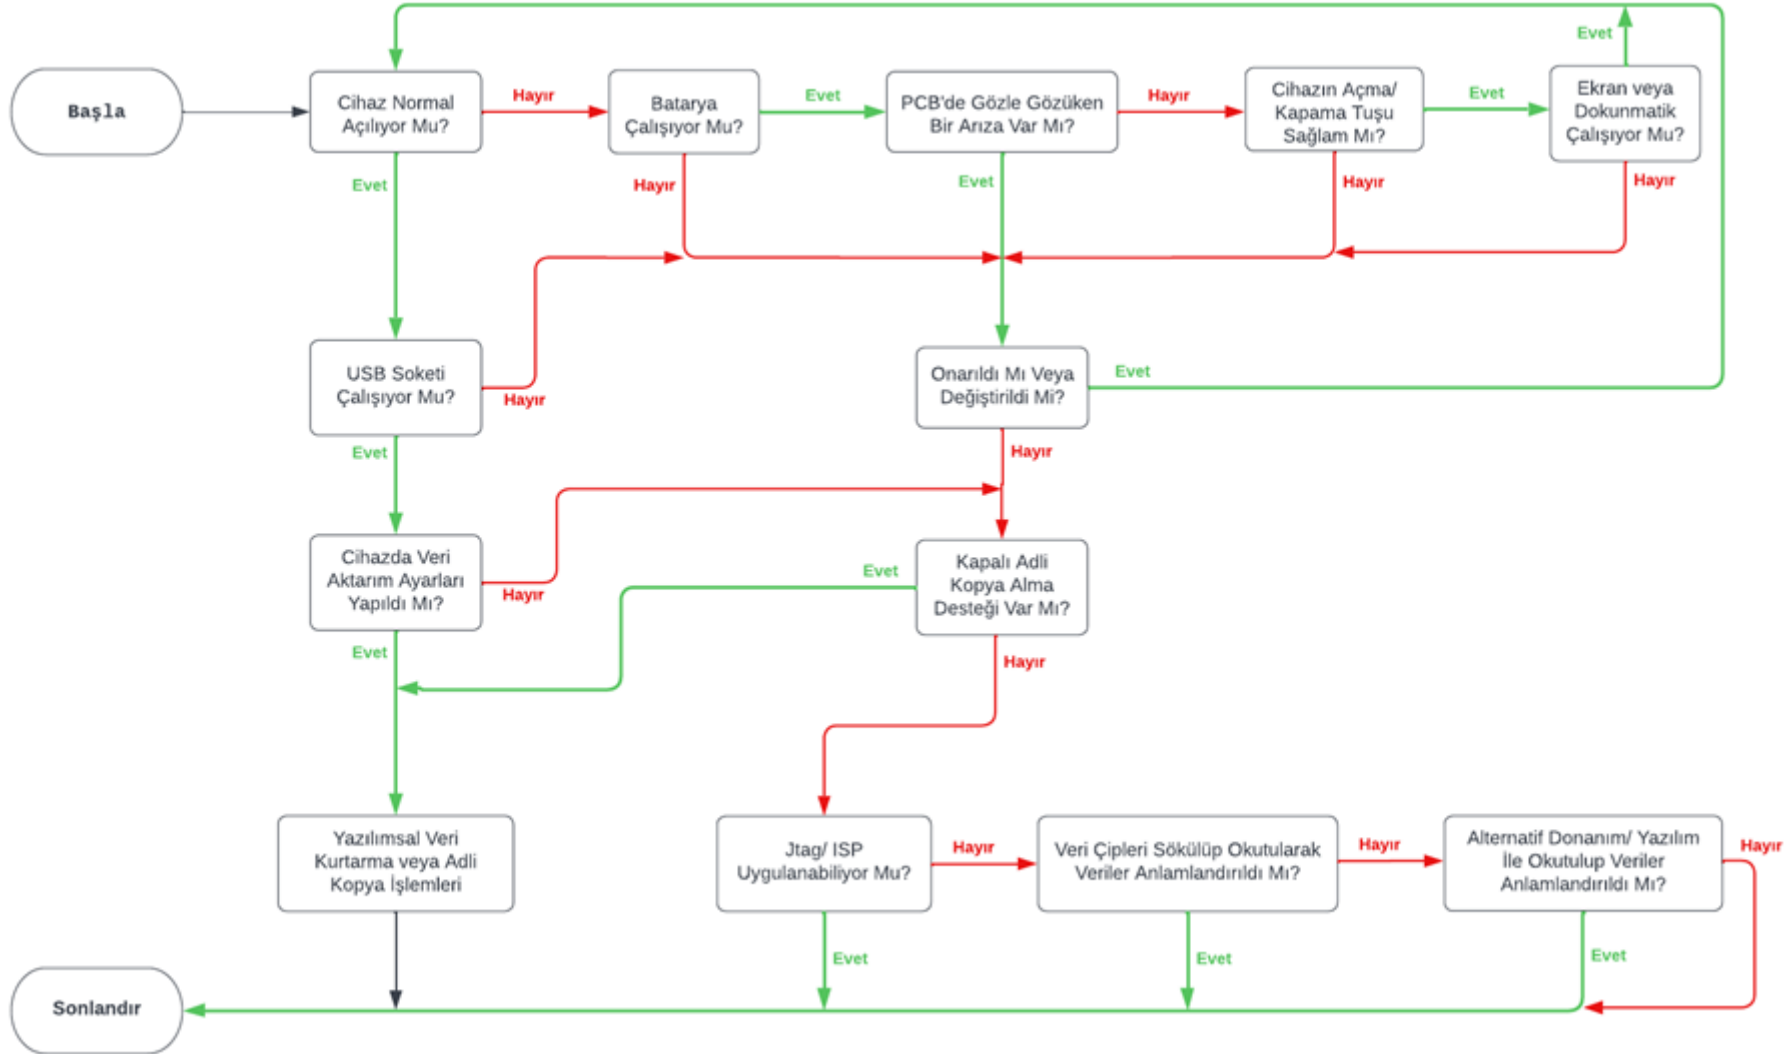 Evet
Başla
Cihaz Normal
Açılıyor Mu?
Hayır
Batarya
Çalışıyor Mu?
Evet
PCB'de Gözle Gözüken
Bir Arıza Var Mı?
Hayır
Cihazın Açma/
Kapama Tuşu
Sağlam Mı?
Evet
Ekran veya
Dokunmatik
Çalışıyor Mu?
Evet
Hayır
Evet
Hayır
Hayır
USB Soketi
Çalışıyor Mu?
Hayır
Onarıldı Mı Veya
Değiştirildi Mi?
Evet
Evet
Hayır
Cihazda Veri
Aktarım Ayarları
Yapıldı Mı?
Hayır
Evet
Kapalı Adli
Kopya Alma
Desteği Var Mı?
Evet
Hayır
Yazılımsal Veri
Kurtarma veya Adli
Kopya İşlemleri
Jtag/ ISP
Uygulanabiliyor Mu?
Hayır
Veri Çipleri Sökülüp Okutularak
Veriler Anlamlandırıldı Mı?
Hayır
Alternatif Donanım/ Yazılım
İle Okutulup Veriler
Anlamlandırıldı Mı?
Hayır
Evet
Evet
Evet
Sonlandır